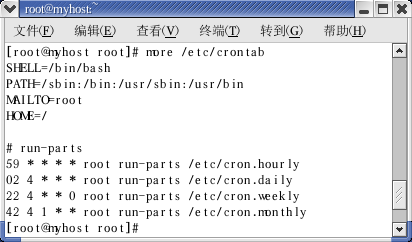 root@myhost:~
文件(F) 编辑(E) 查看(V) 终端(T) 转到(G) 帮助(H)
[root@myhost root]# more /etc/crontab
SHELL=/bin/bash
PATH=/sbin:/bin:/usr/sbin:/usr/bin
MAILTO=root
HOME=/
# run-parts
59 * * * * root run-parts /etc/cron.hourly
02 4 * * * root run-parts /etc/cron.daily
22 4 * * 0 root run-parts /etc/cron.weekly
42 4 1 * * root run-parts /etc/cron.monthly
[root@myhost root]#